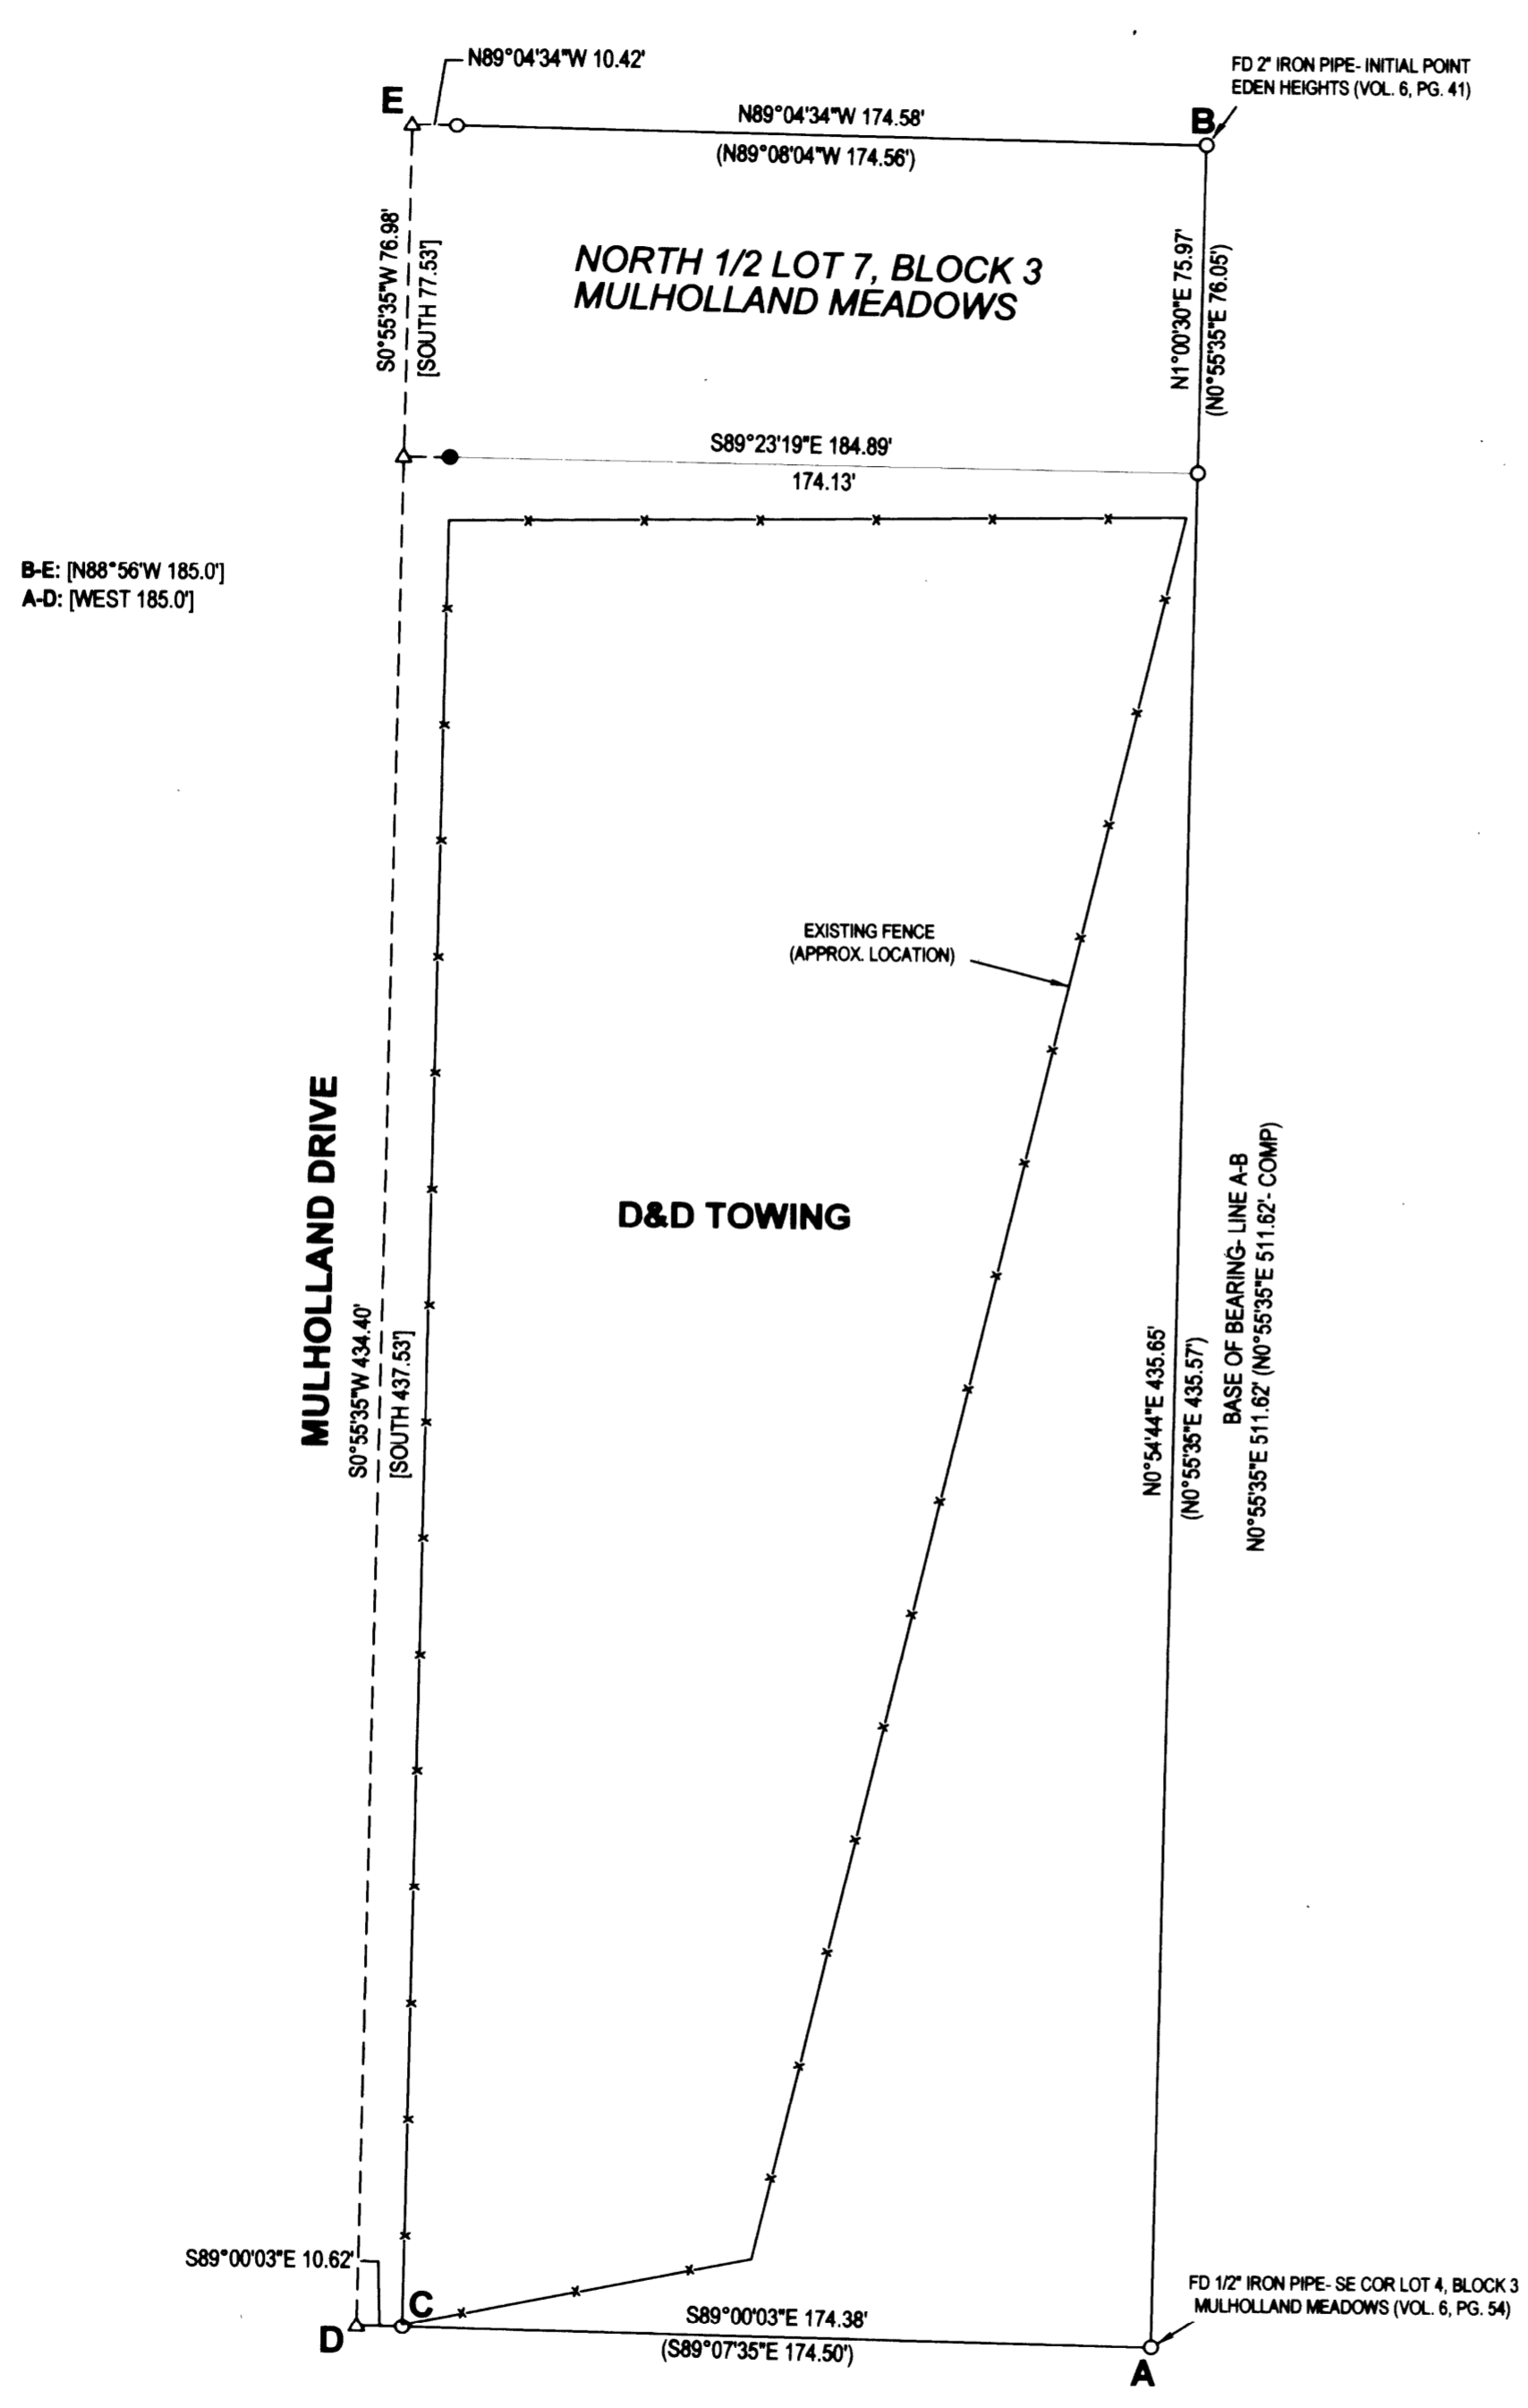 N89°04'34"W 10.42'
FD 2" IRON PIPE- INITIAL POINT
EDEN HEIGHTS (VOL. 6, PG. 41)
E
N89°04'34"W 174.58'
B
(N89°08'04"W 174.56')
S0°55'35"W 76.98'
[SOUTH 77.53']
NORTH 1/2 LOT 7, BLOCK 3
MULHOLLAND MEADOWS
N1°00'30"E 75.97'
(N0°55'35"E 76.05')
S89°23'19"E 184.89'
174.13'
B-E: [N88°56'W 185.0']
A-D: [WEST 185.0']
EXISTING FENCE
(APPROX. LOCATION)
MULHOLLAND DRIVE
S0°55'35"W 434.40'
[SOUTH 437.53']
D&D TOWING
N0°54'44"E 435.65'
(N0°55'35"E 435.57')
BASE OF BEARING- LINE A-B
N0°55'35"E 511.62' (N0°55'35"E 511.62'- COMP)
S89°00'03"E 10.62'
C
D
S89°00'03"E 174.38'
(S89°07'35"E 174.50')
FD 1/2" IRON PIPE- SE COR LOT 4, BLOCK 3
MULHOLLAND MEADOWS (VOL. 6, PG. 54)
A